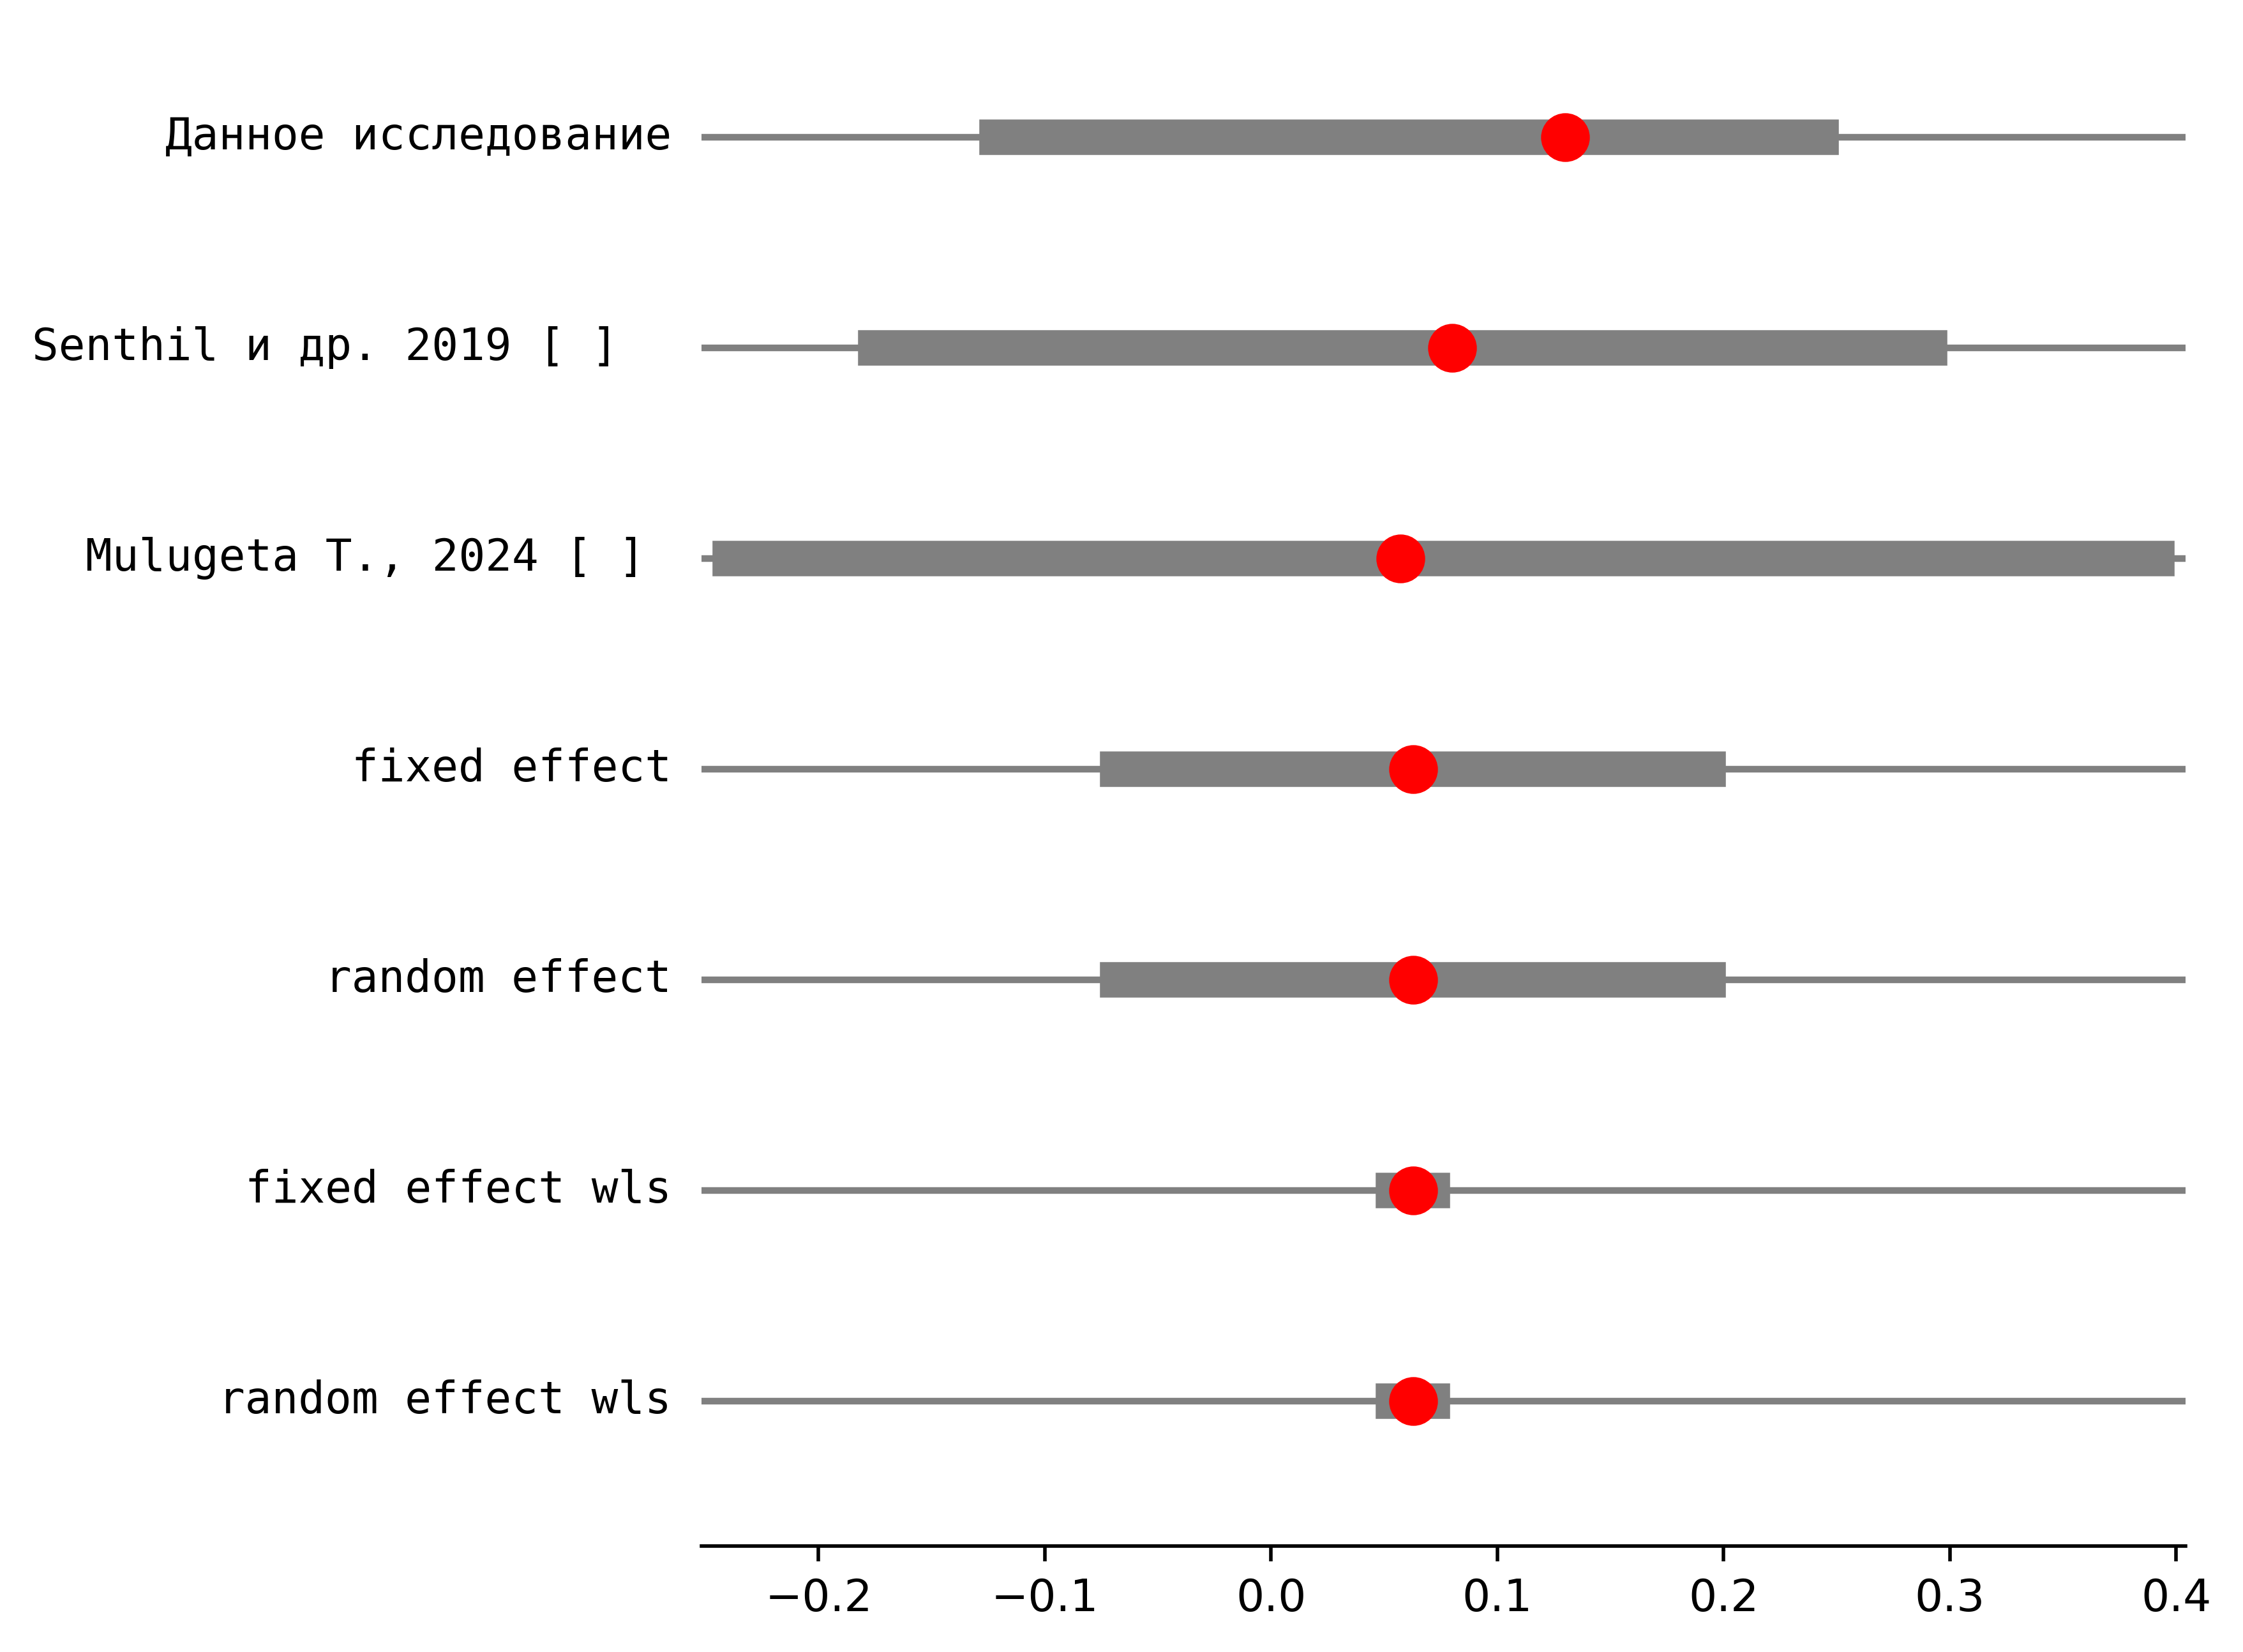 Данное исследование
Senthil и др. 2019 [ ]
Mulugeta T., 2024 [ ]
fixed effect
random effect
fixed effect wls
random effect wls
−0.2 −0.1 0.0 0.1 0.2 0.3 0.4